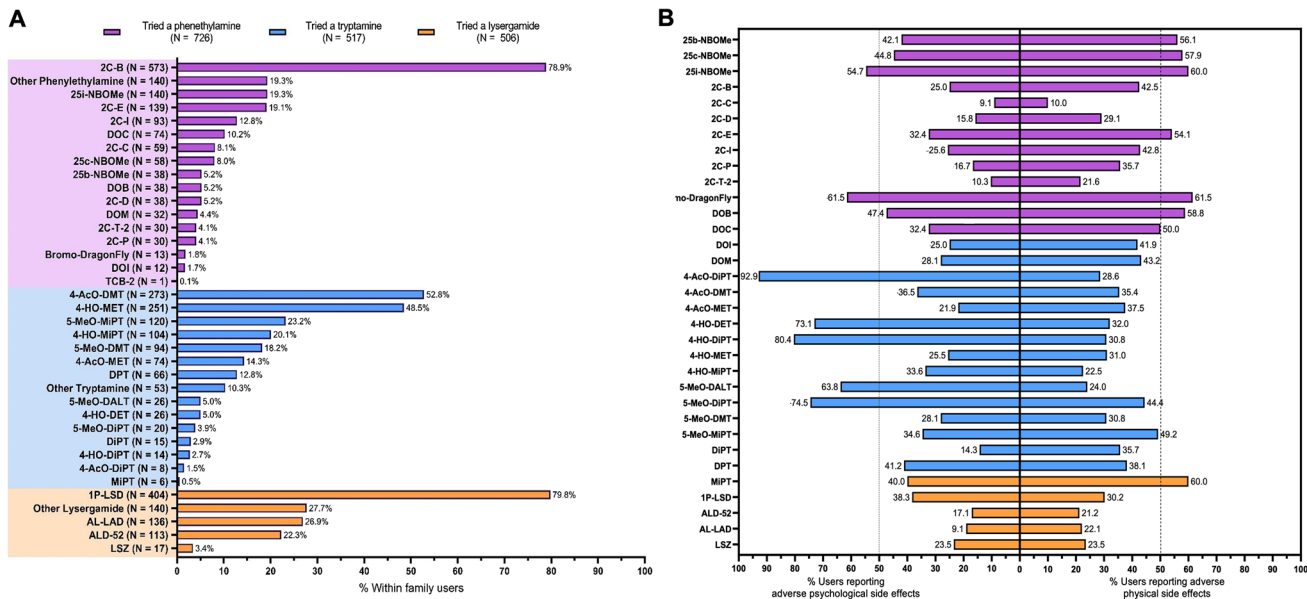 A
Tried a phenethylamine
(N = 726)
Tried a tryptamine
(N = 517)
Tried a lysergamide
(N = 506)
2C-B (N = 573) 78.9%
Other Phenylethylamine (N = 140) 19.3%
25i-NBOMe (N = 140) 19.3%
2C-E (N = 139) 19.1%
2C-I (N = 93) 12.8%
DOC (N = 74) 10.2%
2C-C (N = 59) 8.1%
25c-NBOMe (N = 58) 8.0%
25b-NBOMe (N = 38) 5.2%
DOB (N = 38) 5.2%
2C-D (N = 38) 5.2%
DOM (N = 32) 4.4%
2C-T-2 (N = 30) 4.1%
2C-P (N = 30) 4.1%
Bromo-DragonFly (N = 13) 1.8%
DOI (N = 12) 1.7%
TCB-2 (N = 1) 0.1%
4-AcO-DMT (N = 273) 52.8%
4-HO-MET (N = 251) 48.5%
5-MeO-MiPT (N = 120) 23.2%
4-HO-MiPT (N = 104) 20.1%
5-MeO-DMT (N = 94) 18.2%
4-AcO-MET (N = 74) 14.3%
DPT (N = 66) 12.8%
Other Tryptamine (N = 53) 10.3%
5-MeO-DALT (N = 26) 5.0%
4-HO-DET (N = 26) 5.0%
5-MeO-DiPT (N = 20) 3.9%
DiPT (N = 15) 2.9%
4-HO-DiPT (N = 14) 2.7%
4-AcO-DiPT (N = 8) 1.5%
MiPT (N = 6) 0.5%
1P-LSD (N = 404) 79.8%
Other Lysergamide (N = 140) 27.7%
AL-LAD (N = 136) 26.9%
ALD-52 (N = 113) 22.3%
LSZ (N = 17) 3.4%
0 10 20 30 40 50 60 70 80 90 100
% Within family users
B
25b-NBOMe 42.1 56.1
25c-NBOMe 44.8 57.9
25i-NBOMe 54.7 60.0
2C-B 25.0 42.5
2C-C 9.1 10.0
2C-D 15.8 29.1
2C-E 32.4 54.1
2C-I -25.6 42.8
2C-P 16.7 35.7
2C-T-2 10.3 21.6
mo-DragonFly -61.5 61.5
DOB 47.4 58.8
DOC 32.4 50.0
DOI 25.0 41.9
DOM 28.1 43.2
4-AcO-DiPT 92.9 28.6
4-AcO-DMT -36.5 35.4
4-AcO-MET 21.9 37.5
4-HO-DET 73.1 32.0
4-HO-DiPT 80.4 30.8
4-HO-MET 25.5 31.0
4-HO-MiPT 33.6 22.5
5-MeO-DALT 63.8 24.0
5-MeO-DiPT -74.5 44.4
5-MeO-DMT 28.1 30.8
5-MeO-MiPT 34.6 49.2
DiPT 14.3 35.7
DPT 41.2 38.1
MiPT 40.0 60.0
1P-LSD 38.3 30.2
ALD-52 17.1 21.2
AL-LAD 9.1 22.1
LSZ 23.5 23.5
100 90 80 70 60 50 40 30 20 10 0 10 20 30 40 50 60 70 80 90 100
% Users reporting
adverse psychological side effects
% Users reporting adverse
physical side effects